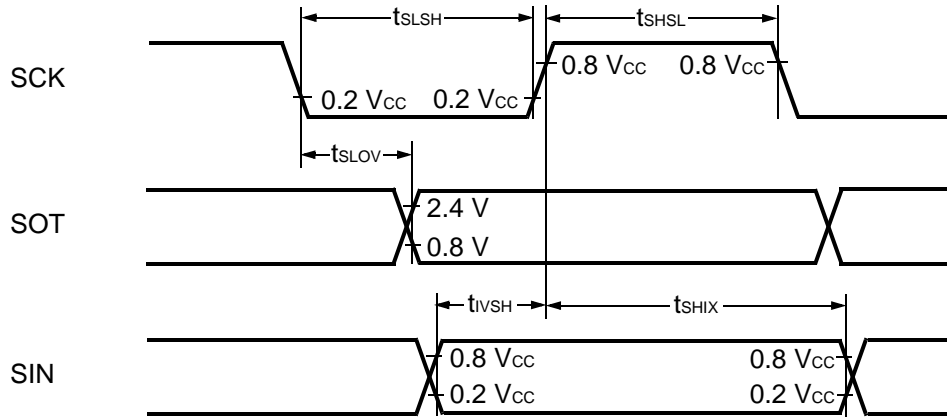 tSLSH tSHSL
SCK 0.8 VCC 0.8 VCC
0.2 VCC 0.2 VCC
tSLOV
SOT 2.4 V
0.8 V
tIVSH tSHIX
SIN 0.8 VCC 0.8 VCC
0.2 VCC 0.2 VCC